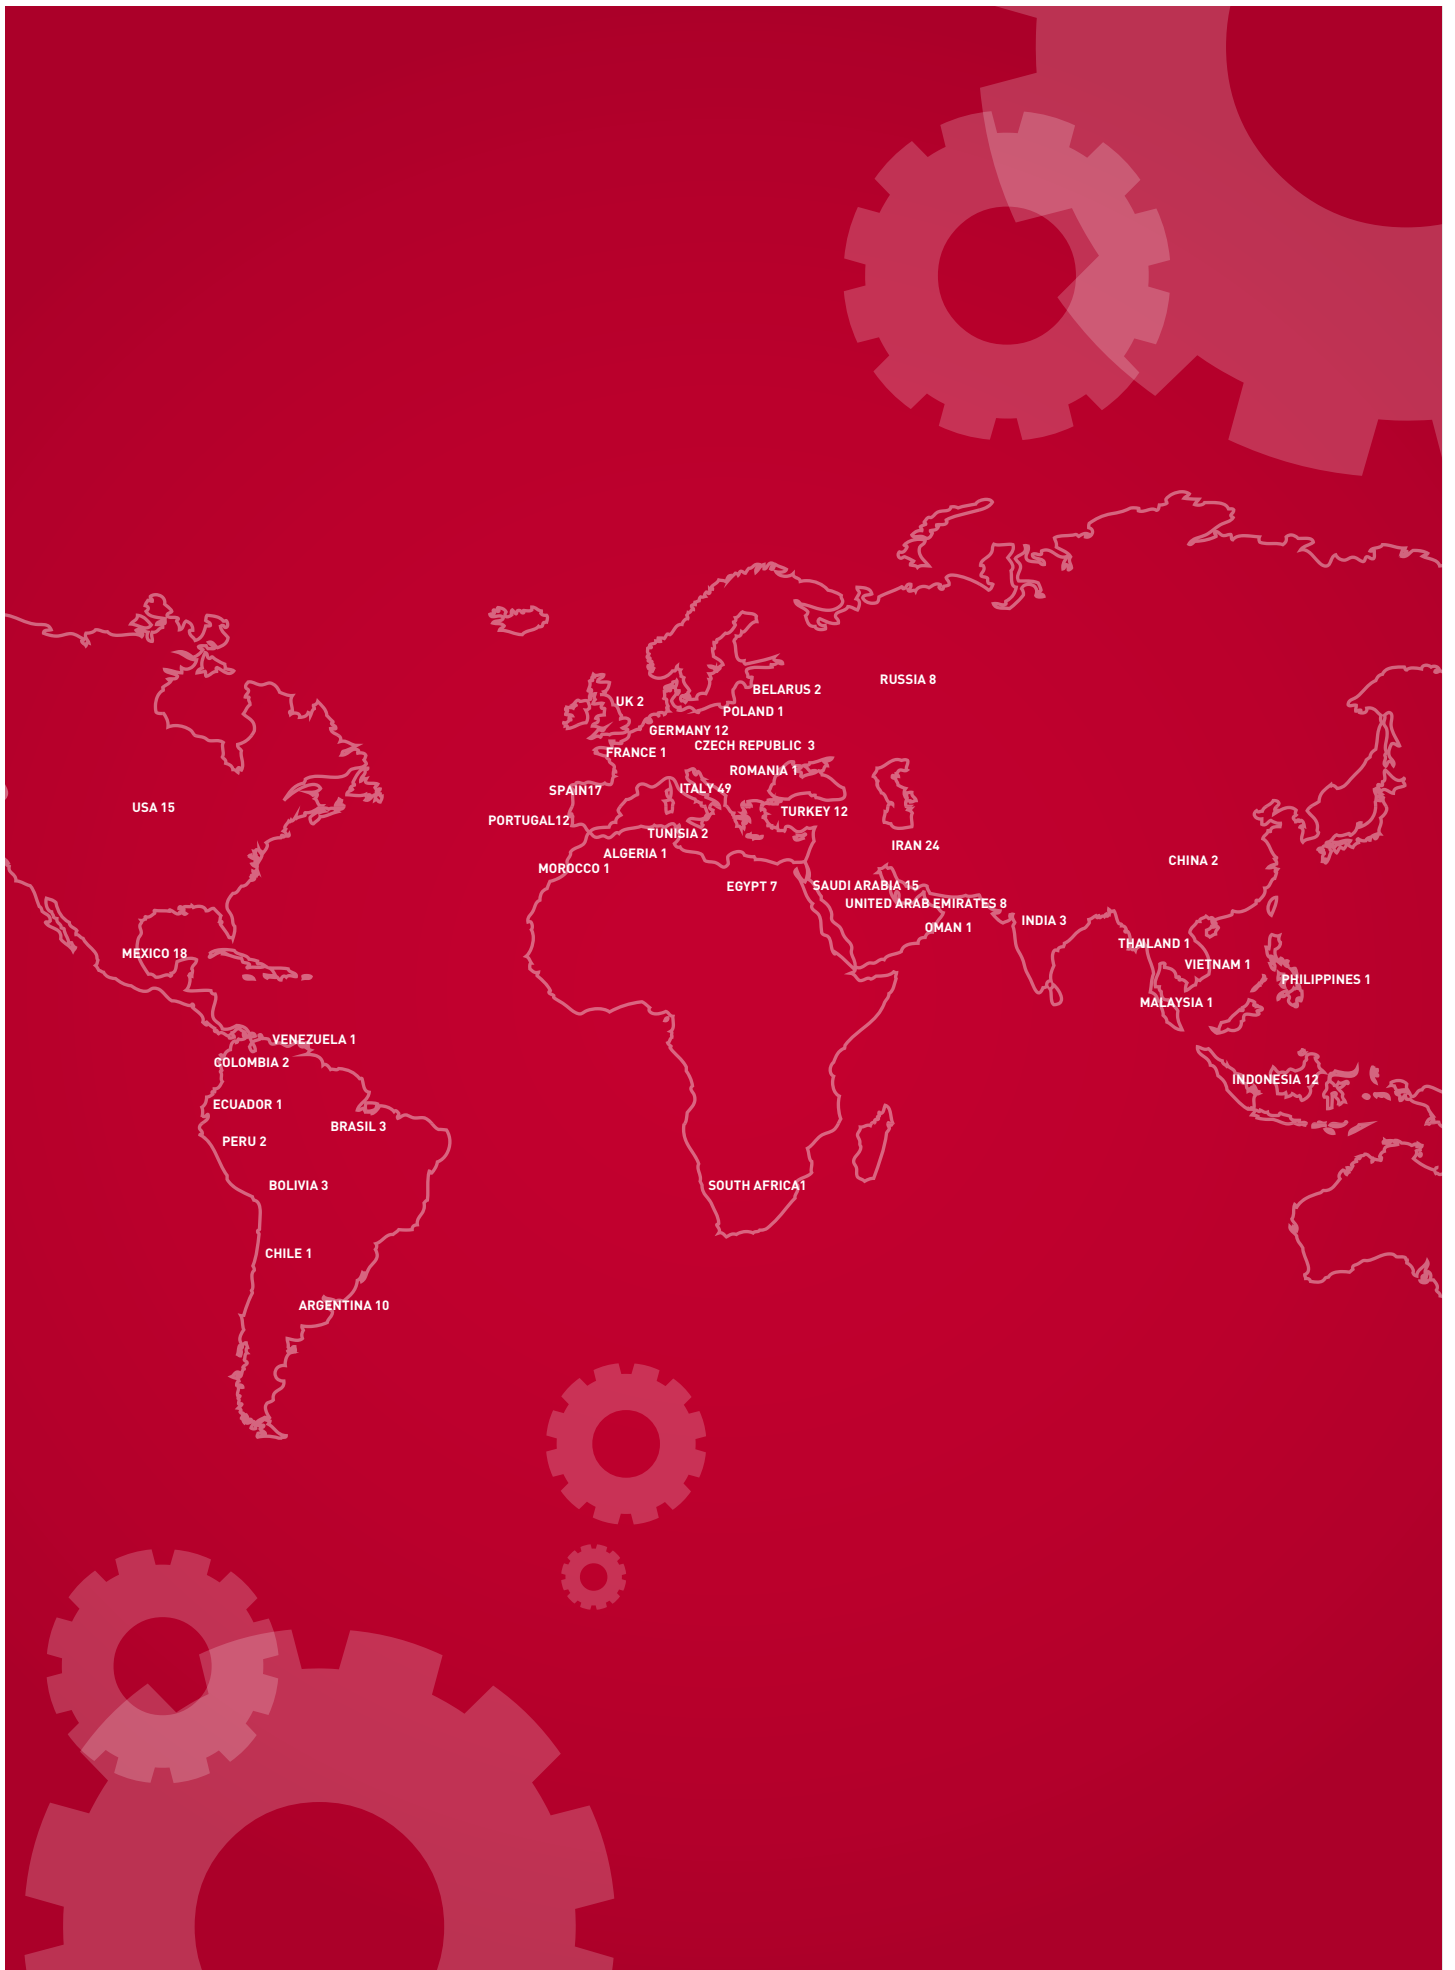 RUSSIA 8
BELARUS 2
UK 2
POLAND 1
GERMANY 12
CZECH REPUBLIC 3
FRANCE 1
ROMANIA 1
ITALY 49
SPAIN17
USA 15
TURKEY 12
PORTUGAL12
TUNISIA 2
IRAN 24
ALGERIA 1
CHINA 2
MOROCCO 1
SAUDI ARABIA 15
EGYPT 7
UNITED ARAB EMIRATES 8
INDIA 3
OMAN 1
THAILAND 1
MEXICO 18
VIETNAM 1
PHILIPPINES 1
MALAYSIA 1
VENEZUELA 1
COLOMBIA 2
INDONESIA 12
ECUADOR 1
BRASIL 3
PERU 2
BOLIVIA 3
SOUTH AFRICA1
CHILE 1
ARGENTINA 10